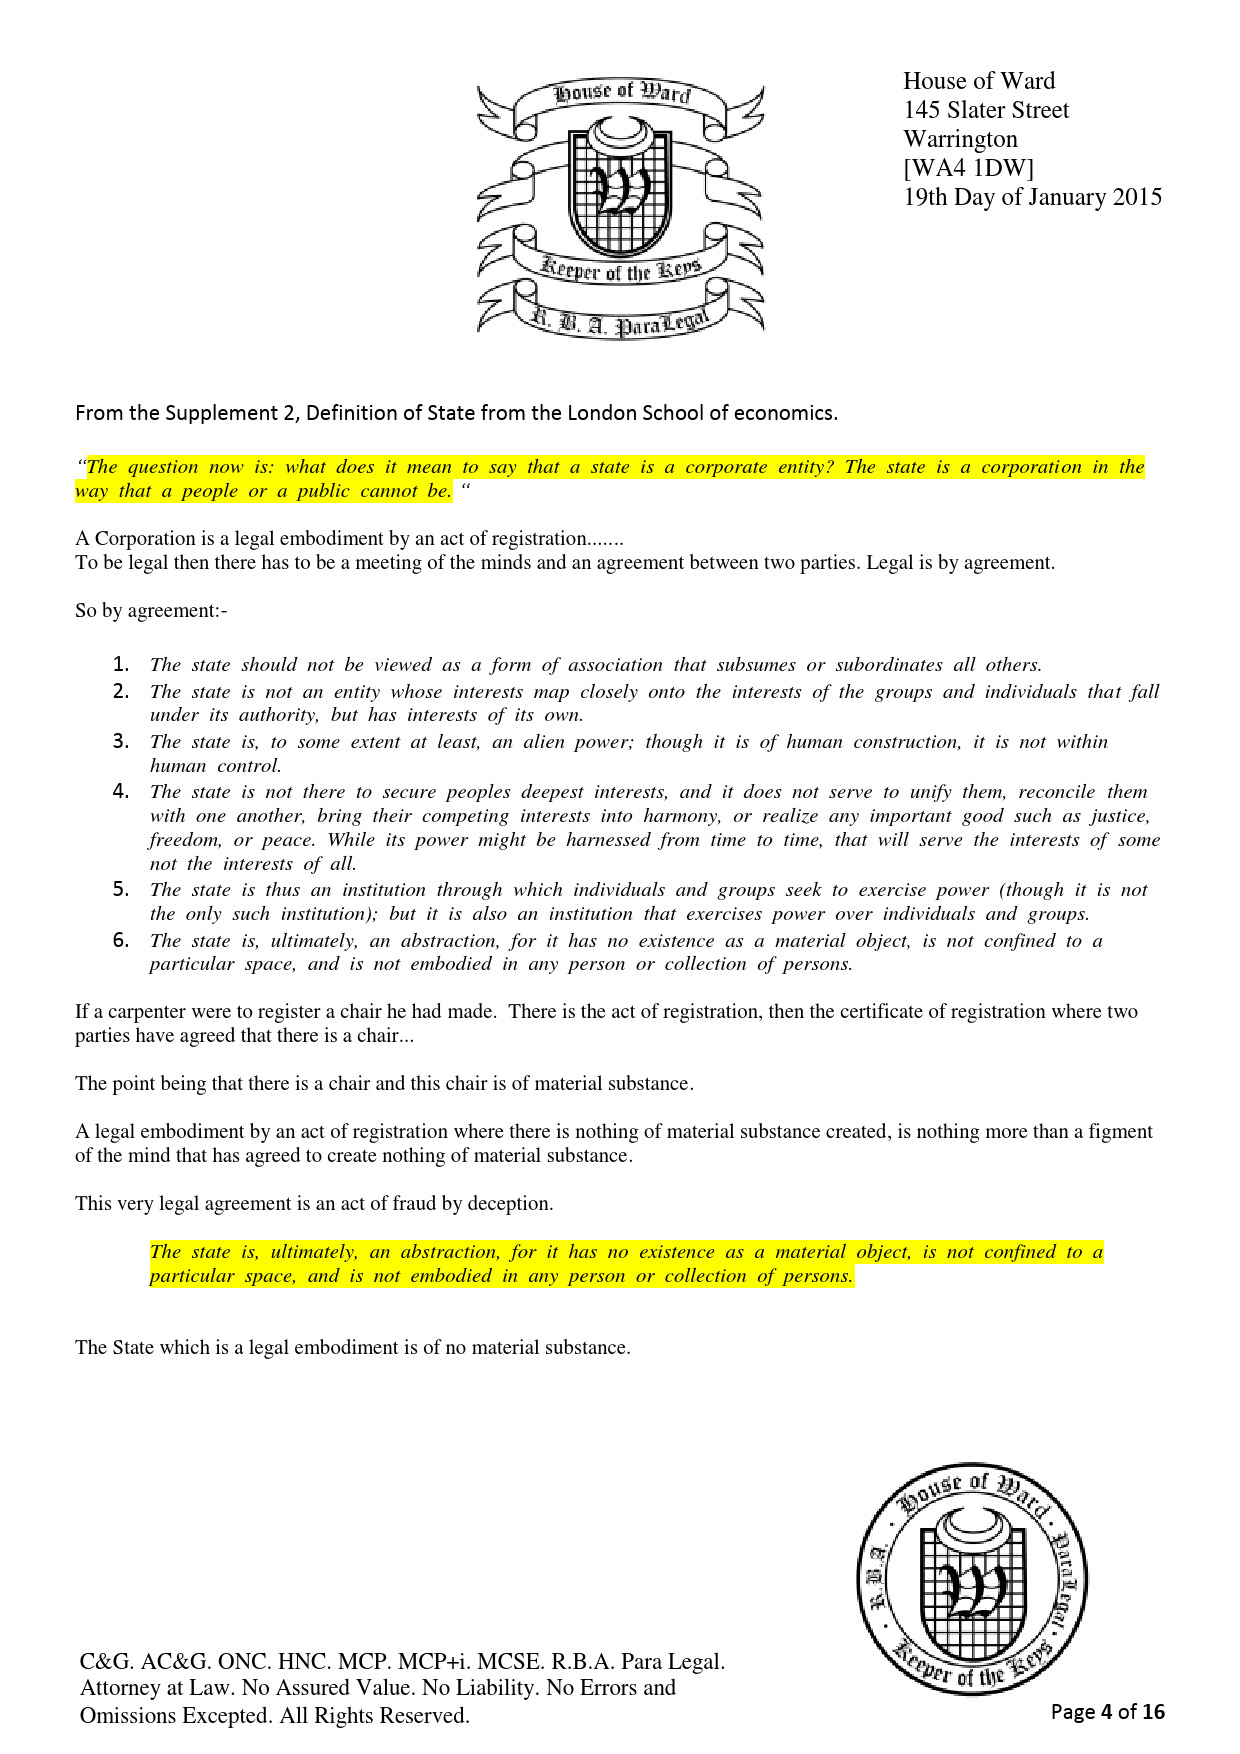 House of Ward
Keeper of the Keys
R. B. A. ParaLegal
House of Ward
145 Slater Street
Warrington
[WA4 1DW]
19th Day of January 2015
From the Supplement 2, Definition of State from the London School of economics.
“The question now is: what does it mean to say that a state is a corporate entity? The state is a corporation in the
way that a people or a public cannot be. “
A Corporation is a legal embodiment by an act of registration.......
To be legal then there has to be a meeting of the minds and an agreement between two parties. Legal is by agreement.
So by agreement:-
1. The state should not be viewed as a form of association that subsumes or subordinates all others.
2. The state is not an entity whose interests map closely onto the interests of the groups and individuals that fall
under its authority, but has interests of its own.
3. The state is, to some extent at least, an alien power; though it is of human construction, it is not within
human control.
4. The state is not there to secure peoples deepest interests, and it does not serve to unify them, reconcile them
with one another, bring their competing interests into harmony, or realize any important good such as justice,
freedom, or peace. While its power might be harnessed from time to time, that will serve the interests of some
not the interests of all.
5. The state is thus an institution through which individuals and groups seek to exercise power (though it is not
the only such institution); but it is also an institution that exercises power over individuals and groups.
6. The state is, ultimately, an abstraction, for it has no existence as a material object, is not confined to a
particular space, and is not embodied in any person or collection of persons.
If a carpenter were to register a chair he had made.  There is the act of registration, then the certificate of registration where two
parties have agreed that there is a chair...
The point being that there is a chair and this chair is of material substance.
A legal embodiment by an act of registration where there is nothing of material substance created, is nothing more than a figment
of the mind that has agreed to create nothing of material substance.
This very legal agreement is an act of fraud by deception.
The state is, ultimately, an abstraction, for it has no existence as a material object, is not confined to a
particular space, and is not embodied in any person or collection of persons.
The State which is a legal embodiment is of no material substance.
· House of Ward · ParaLegal · Keeper of the Keys · R.B.A.
W
C&G. AC&G. ONC. HNC. MCP. MCP+i. MCSE. R.B.A. Para Legal.
Attorney at Law. No Assured Value. No Liability. No Errors and
Omissions Excepted. All Rights Reserved.
Page 4 of 16